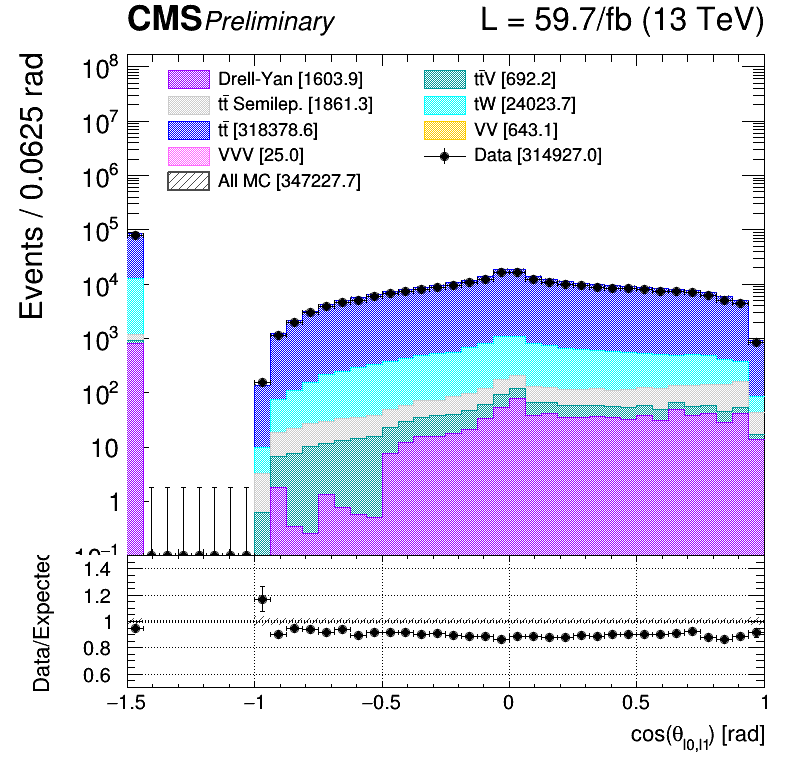 CMS Preliminary L = 59.7/fb (13 TeV)
Events / 0.0625 rad
10⁸
10⁷
10⁶
10⁵
10⁴
10³
10²
10
1
10⁻¹
Drell-Yan [1603.9]
tt̄ Semilep. [1861.3]
tt̄ [318378.6]
VVV [25.0]
All MC [347227.7]
tt̄V [692.2]
tW [24023.7]
VV [643.1]
Data [314927.0]
Data/Expected
1.4
1.2
1
0.8
0.6
−1.5 −1 −0.5 0 0.5 1
cos(θ_l0,l1) [rad]